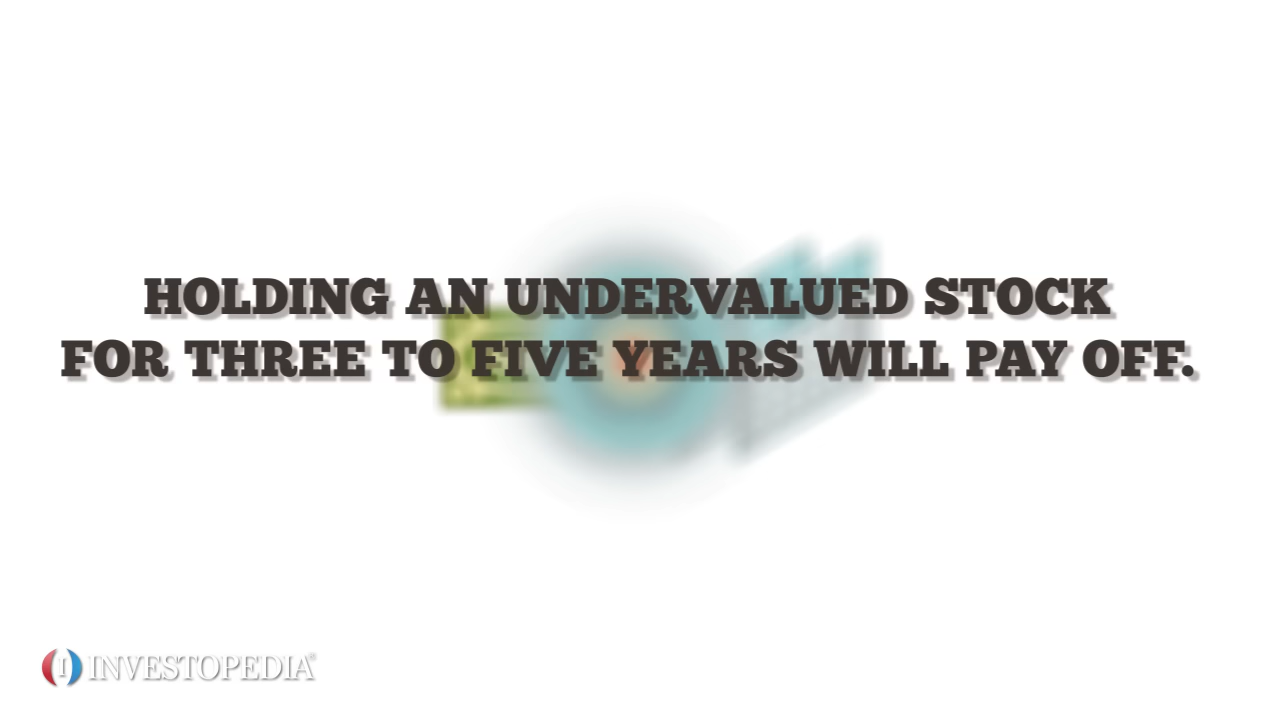 HOLDING AN UNDERVALUED STOCK
FOR THREE TO FIVE YEARS WILL PAY OFF.
INVESTOPEDIA®